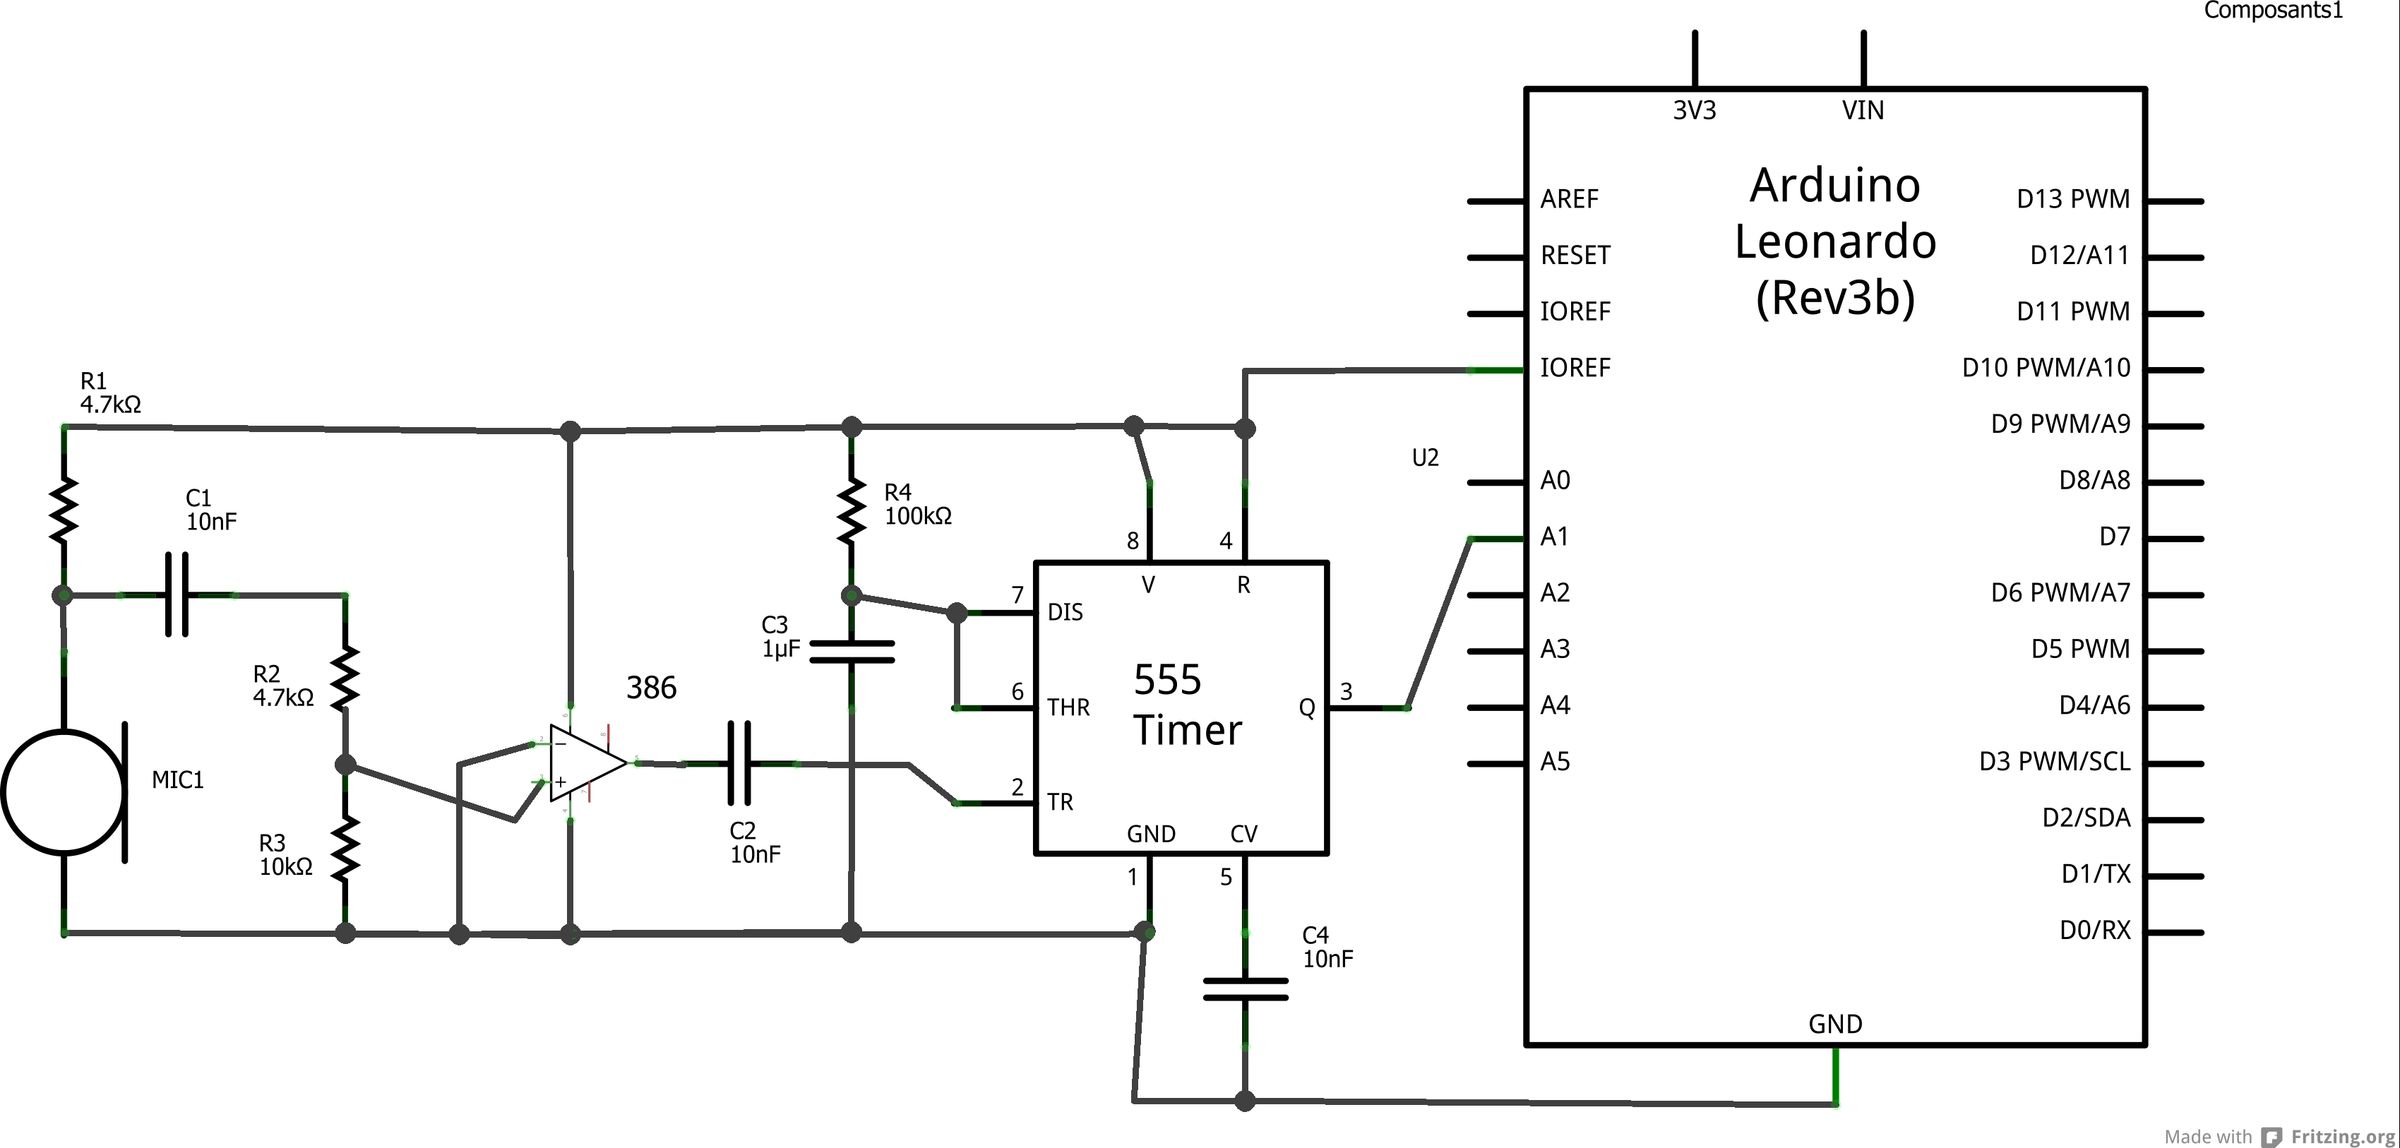 Composants1
3V3
VIN
Arduino
Leonardo
(Rev3b)
AREF
RESET
IOREF
IOREF
A0
A1
A2
A3
A4
A5
D13 PWM
D12/A11
D11 PWM
D10 PWM/A10
D9 PWM/A9
D8/A8
D7
D6 PWM/A7
D5 PWM
D4/A6
D3 PWM/SCL
D2/SDA
D1/TX
D0/RX
GND
U2
R1
4.7kΩ
C1
10nF
R2
4.7kΩ
R3
10kΩ
MIC1
386
−
+
C2
10nF
R4
100kΩ
C3
1µF
8
4
V
R
7
DIS
6
THR
2
TR
555
Timer
Q
3
GND
CV
1
5
C4
10nF
Made with Fritzing.org